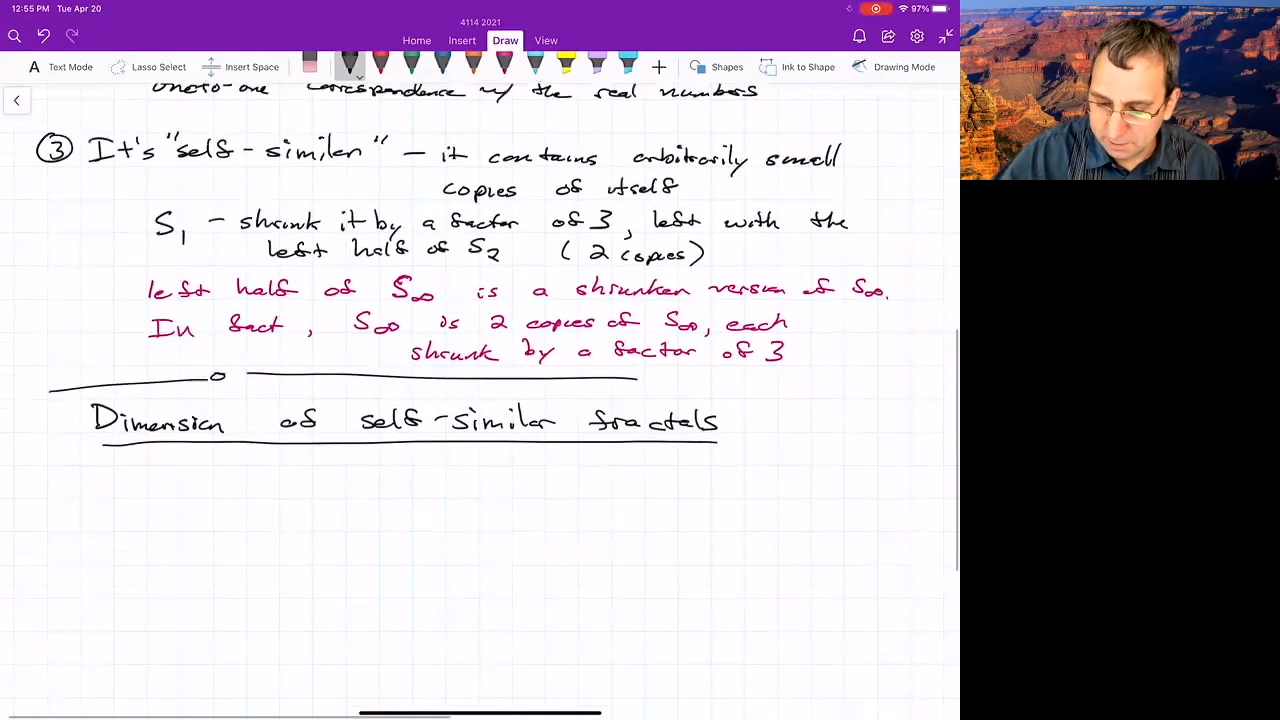 12:55 PM Tue Apr 20
97%
4114 2021
Home Insert Draw View
Text Mode Lasso Select Insert Space Shapes Ink to Shape Drawing Mode
onto-one correspondence w/ the real numbers
③ It's "self-similar" — it contains arbitrarily small
copies of itself
S₁ – shrunk it by a factor of 3, left with the
left half of S₂ (2 copies)
left half of S∞ is a shrunken version of S∞.
In fact, S∞ is 2 copies of S∞, each
shrunk by a factor of 3
Dimension of self-similar fractals